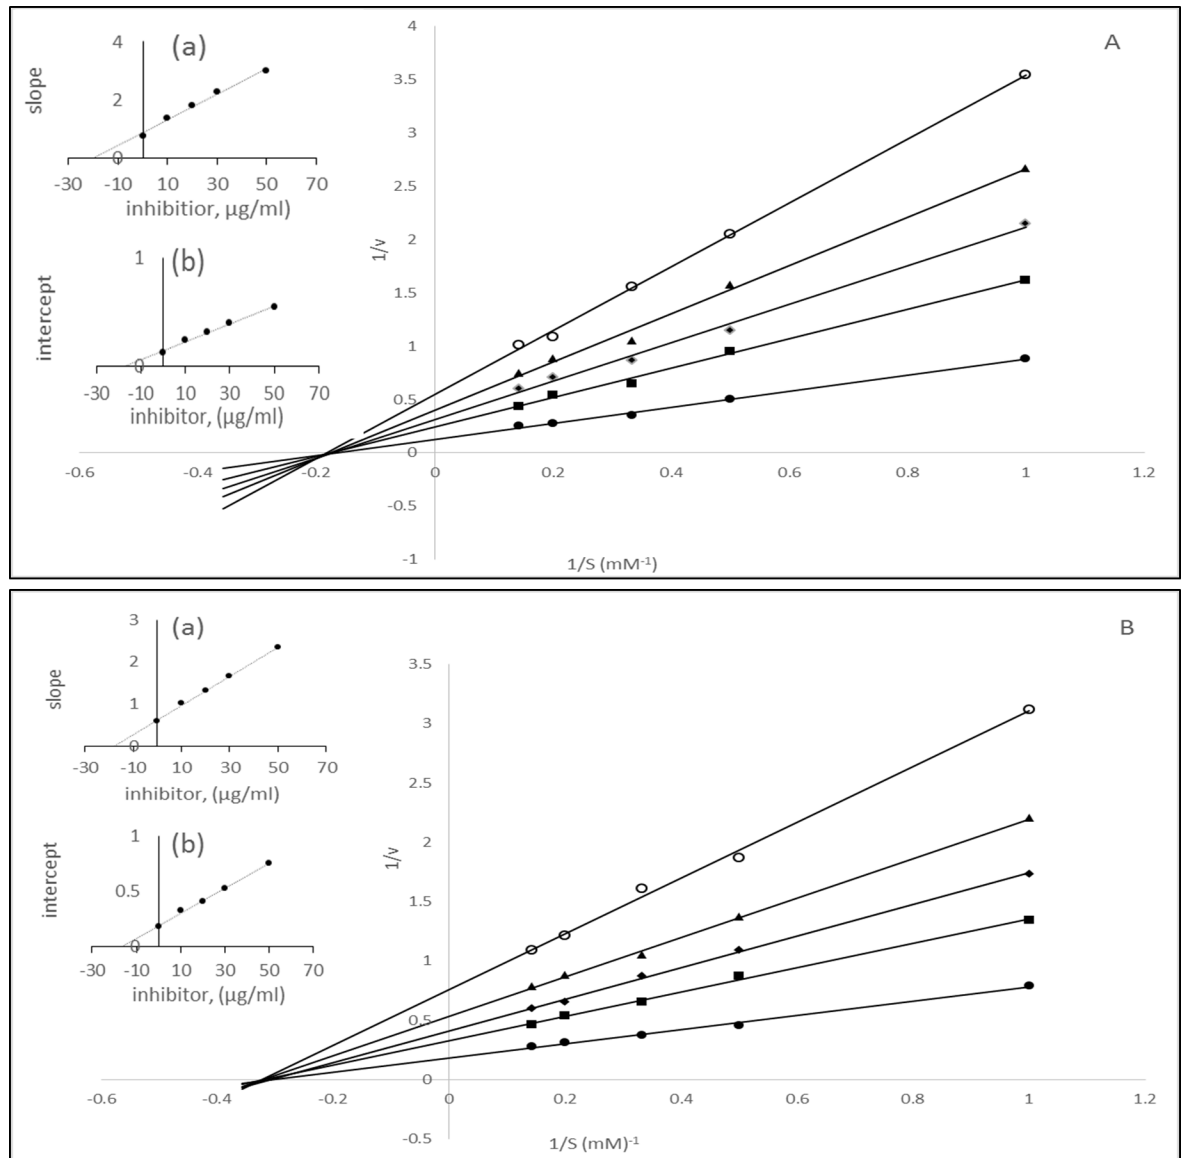 A
(a)
slope
4
2
0
-30 -10 10 30 50 70
inhibitior, µg/ml)
(b)
intercept
1
0
-30 -10 10 30 50 70
inhibitor, (µg/ml)
1/v
4
3.5
3
2.5
2
1.5
1
0.5
0
-0.5
-1
-0.6 -0.4 -0.2 0 0.2 0.4 0.6 0.8 1 1.2
1/S (mM-1)
B
(a)
slope
3
2
1
0
-30 -10 10 30 50 70
inhibitor, (µg/ml)
(b)
intercept
1
0.5
0
-30 -10 10 30 50 70
inhibitor, (µg/ml)
1/v
3.5
3
2.5
2
1.5
1
0.5
0
-0.5
-0.6 -0.4 -0.2 0 0.2 0.4 0.6 0.8 1 1.2
1/S (mM)-1